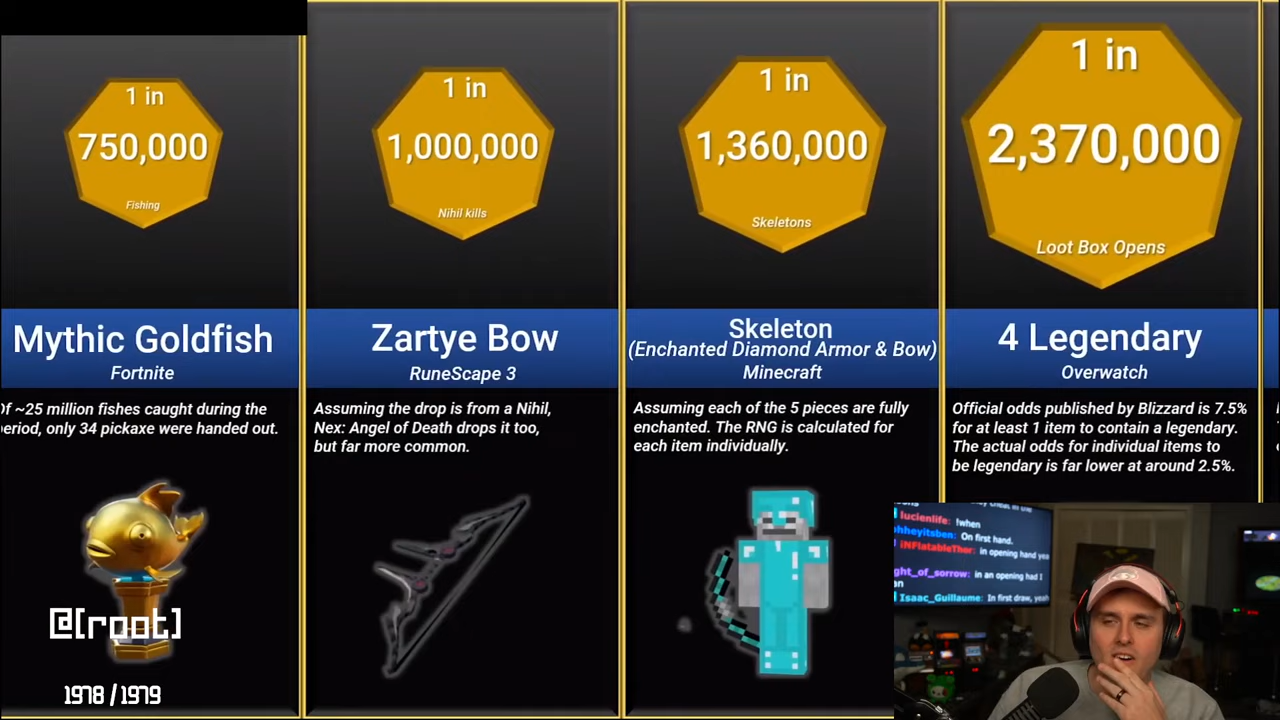 1 in
750,000
Fishing
Mythic Goldfish
Fortnite
Of ~25 million fishes caught during the
period, only 34 pickaxe were handed out.
@[root]
1978 / 1979
1 in
1,000,000
Nihil kills
Zartye Bow
RuneScape 3
Assuming the drop is from a Nihil,
Nex: Angel of Death drops it too,
but far more common.
1 in
1,360,000
Skeletons
Skeleton
(Enchanted Diamond Armor & Bow)
Minecraft
Assuming each of the 5 pieces are fully
enchanted. The RNG is calculated for
each item individually.
1 in
2,370,000
Loot Box Opens
4 Legendary
Overwatch
Official odds published by Blizzard is 7.5%
for at least 1 item to contain a legendary.
The actual odds for individual items to
be legendary is far lower at around 2.5%.
lucienlife: !when
ohheyitsben: On first hand.
iNFlatableThor: in opening hand yea
ght_of_sorrow: in an opening had I
Isaac_Guillaume: In first draw, yeah